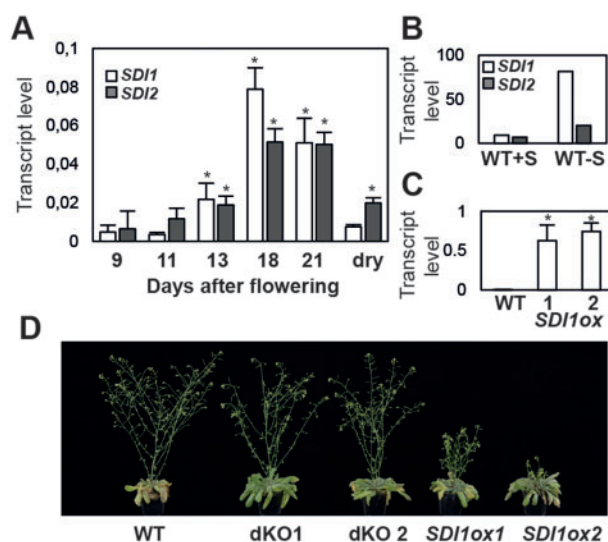 A
Transcript level
0,1
0,08
0,06
0,04
0,02
0
SDI1
SDI2
*
*
*
*
*
*
*
9 11 13 18 21 dry
Days after flowering
B
Transcript
level
100
50
0
SDI1
SDI2
WT+S WT-S
C
Transcript
level
1
0.5
0
*
*
WT 1 2
SDI1ox
D
WT dKO1 dKO 2 SDI1ox1 SDI1ox2